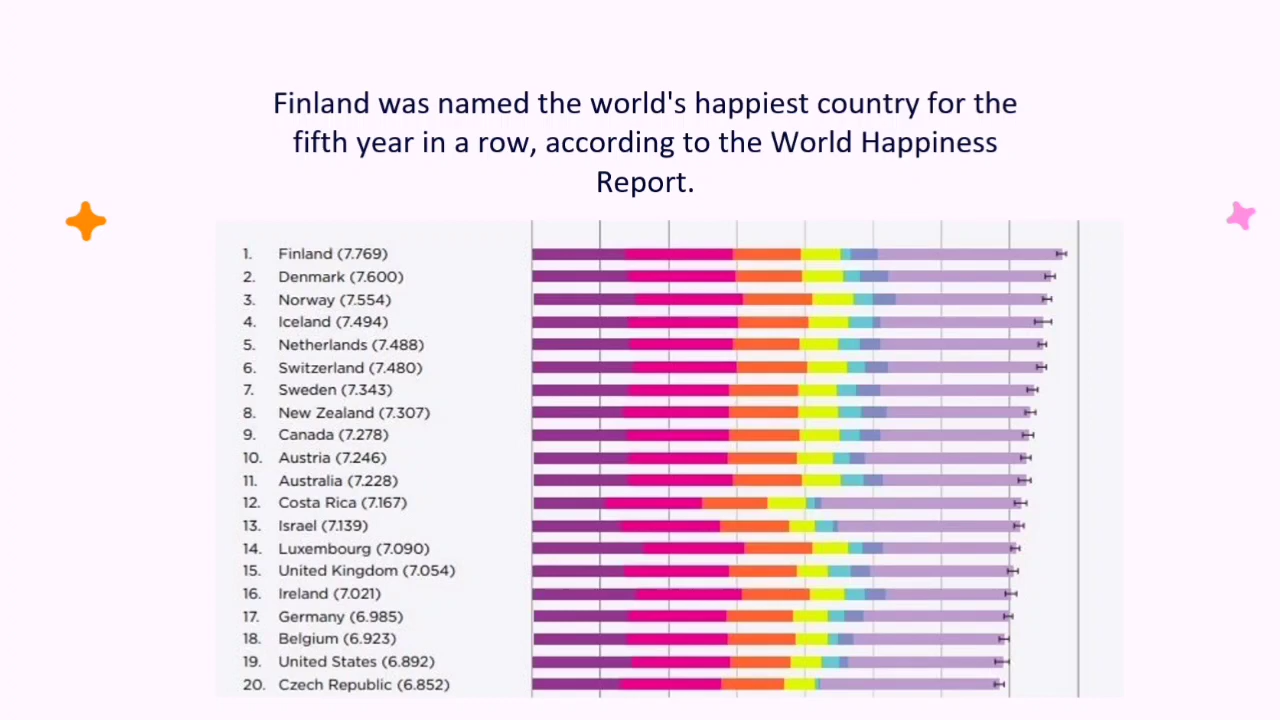 Finland was named the world's happiest country for the
fifth year in a row, according to the World Happiness
Report.
1. Finland (7.769)
2. Denmark (7.600)
3. Norway (7.554)
4. Iceland (7.494)
5. Netherlands (7.488)
6. Switzerland (7.480)
7. Sweden (7.343)
8. New Zealand (7.307)
9. Canada (7.278)
10. Austria (7.246)
11. Australia (7.228)
12. Costa Rica (7.167)
13. Israel (7.139)
14. Luxembourg (7.090)
15. United Kingdom (7.054)
16. Ireland (7.021)
17. Germany (6.985)
18. Belgium (6.923)
19. United States (6.892)
20. Czech Republic (6.852)